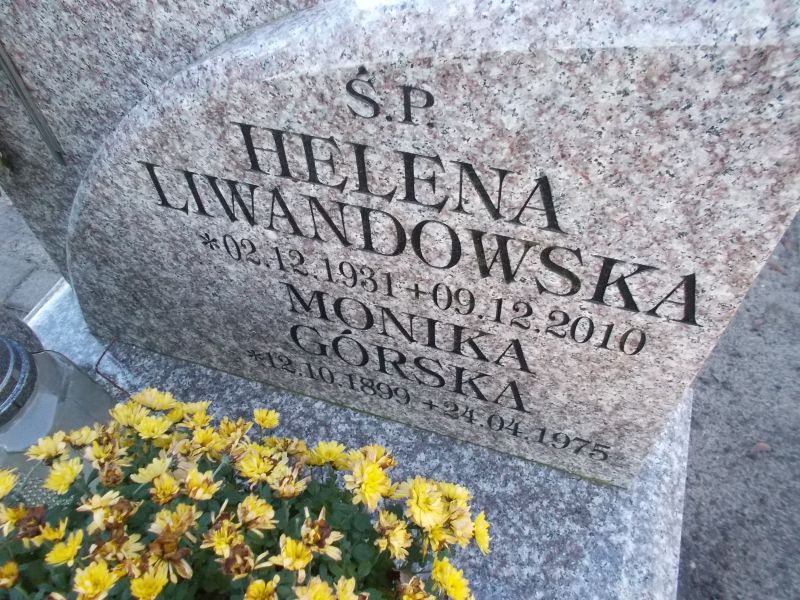 Ś.P.
HELENA
LIWANDOWSKA
*02.12.1931 +09.12.2010
MONIKA
GÓRSKA
*12.10.1899 +24.04.1975